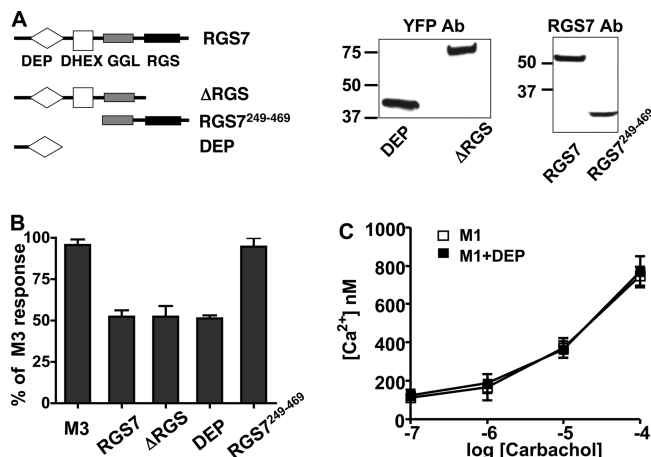 A
RGS7
DEP DHEX GGL RGS
ΔRGS
RGS7²⁴⁹⁻⁴⁶⁹
DEP
YFP Ab
75
50
37
DEP
ΔRGS
RGS7 Ab
50
37
RGS7
RGS7²⁴⁹⁻⁴⁶⁹
B
% of M3 response
100
75
50
25
0
M3
RGS7
ΔRGS
DEP
RGS7²⁴⁹⁻⁴⁶⁹
C
M1
M1+DEP
[Ca²⁺] nM
1000
800
600
400
200
0
-7
-6
-5
-4
log [Carbachol]